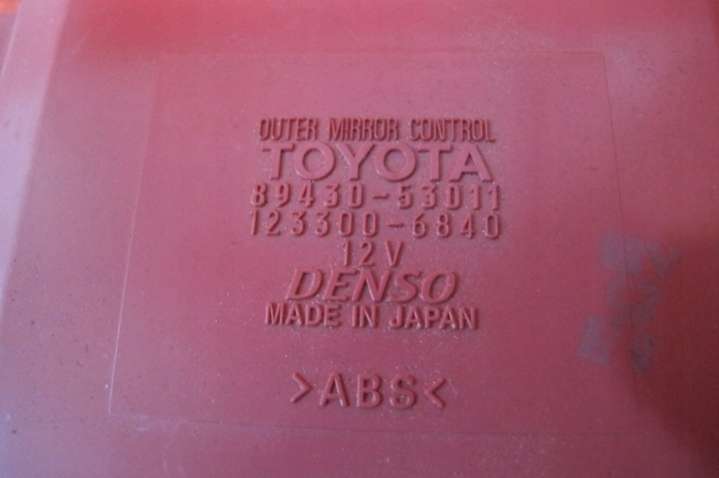 OUTER MIRROR CONTROL
TOYOTA
89430-53011
123300-6840
12V
DENSO
MADE IN JAPAN
>ABS<